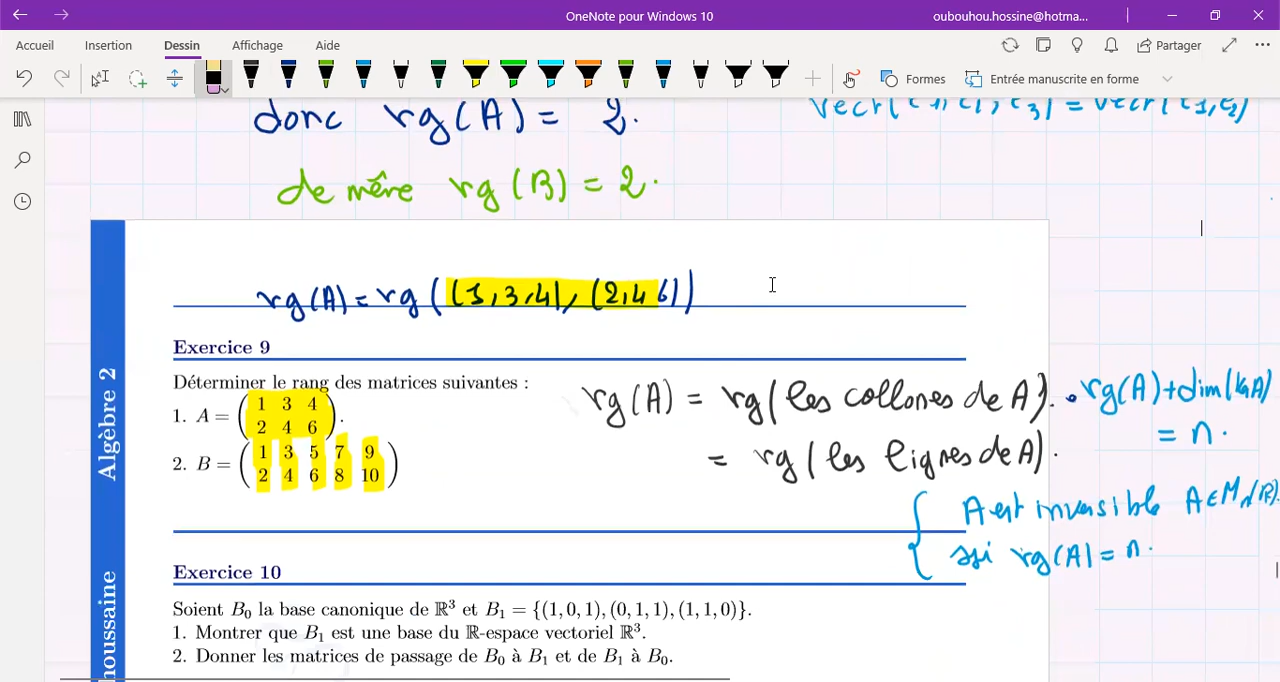 OneNote pour Windows 10
oubouhou.hossine@hotma...
Accueil Insertion Dessin Affichage Aide
Partager
Formes Entrée manuscrite en forme
donc rg(A) = 2.
de même rg(B) = 2.
rg(A) = rg((1,3,4), (2,4 6))
Exercice 9
Déterminer le rang des matrices suivantes :
1. A = ( 1 3 4
2 4 6 ).
2. B = ( 1 3 5 7 9
2 4 6 8 10 )
rg(A) = rg(les collones de A).
= rg(les lignes de A).
• rg(A)+dim(KerA)
= n.
A est inversible A∈Mn(R).
ssi rg(A) = n.
Exercice 10
Soient B0 la base canonique de ℝ³ et B1 = {(1, 0, 1), (0, 1, 1), (1, 1, 0)}.
1. Montrer que B1 est une base du ℝ-espace vectoriel ℝ³.
2. Donner les matrices de passage de B0 à B1 et de B1 à B0.
Algèbre 2
houssaine